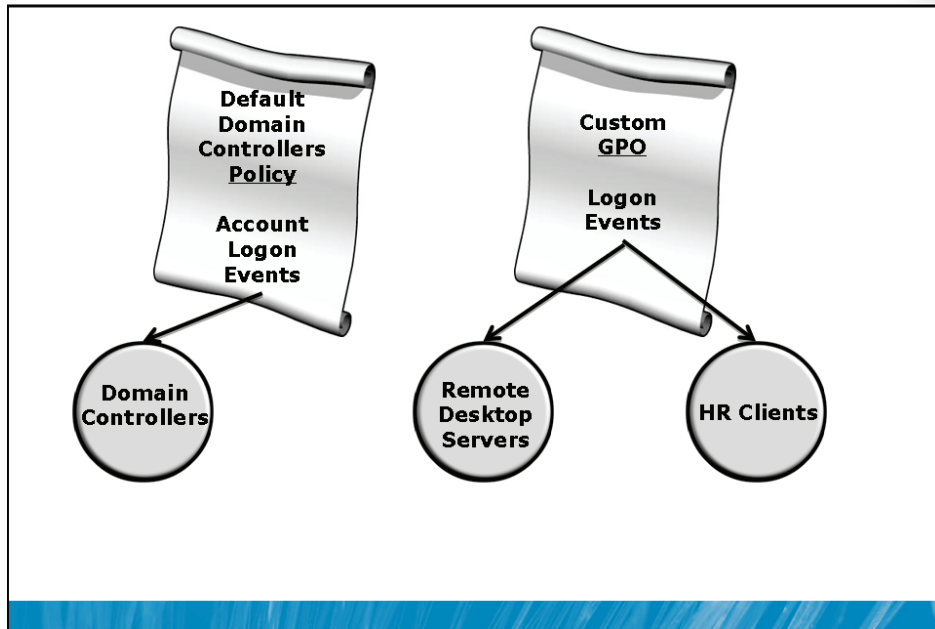 Default
Domain
Controllers
Policy
Account
Logon
Events
Custom
GPO
Logon
Events
Domain
Controllers
Remote
Desktop
Servers
HR Clients